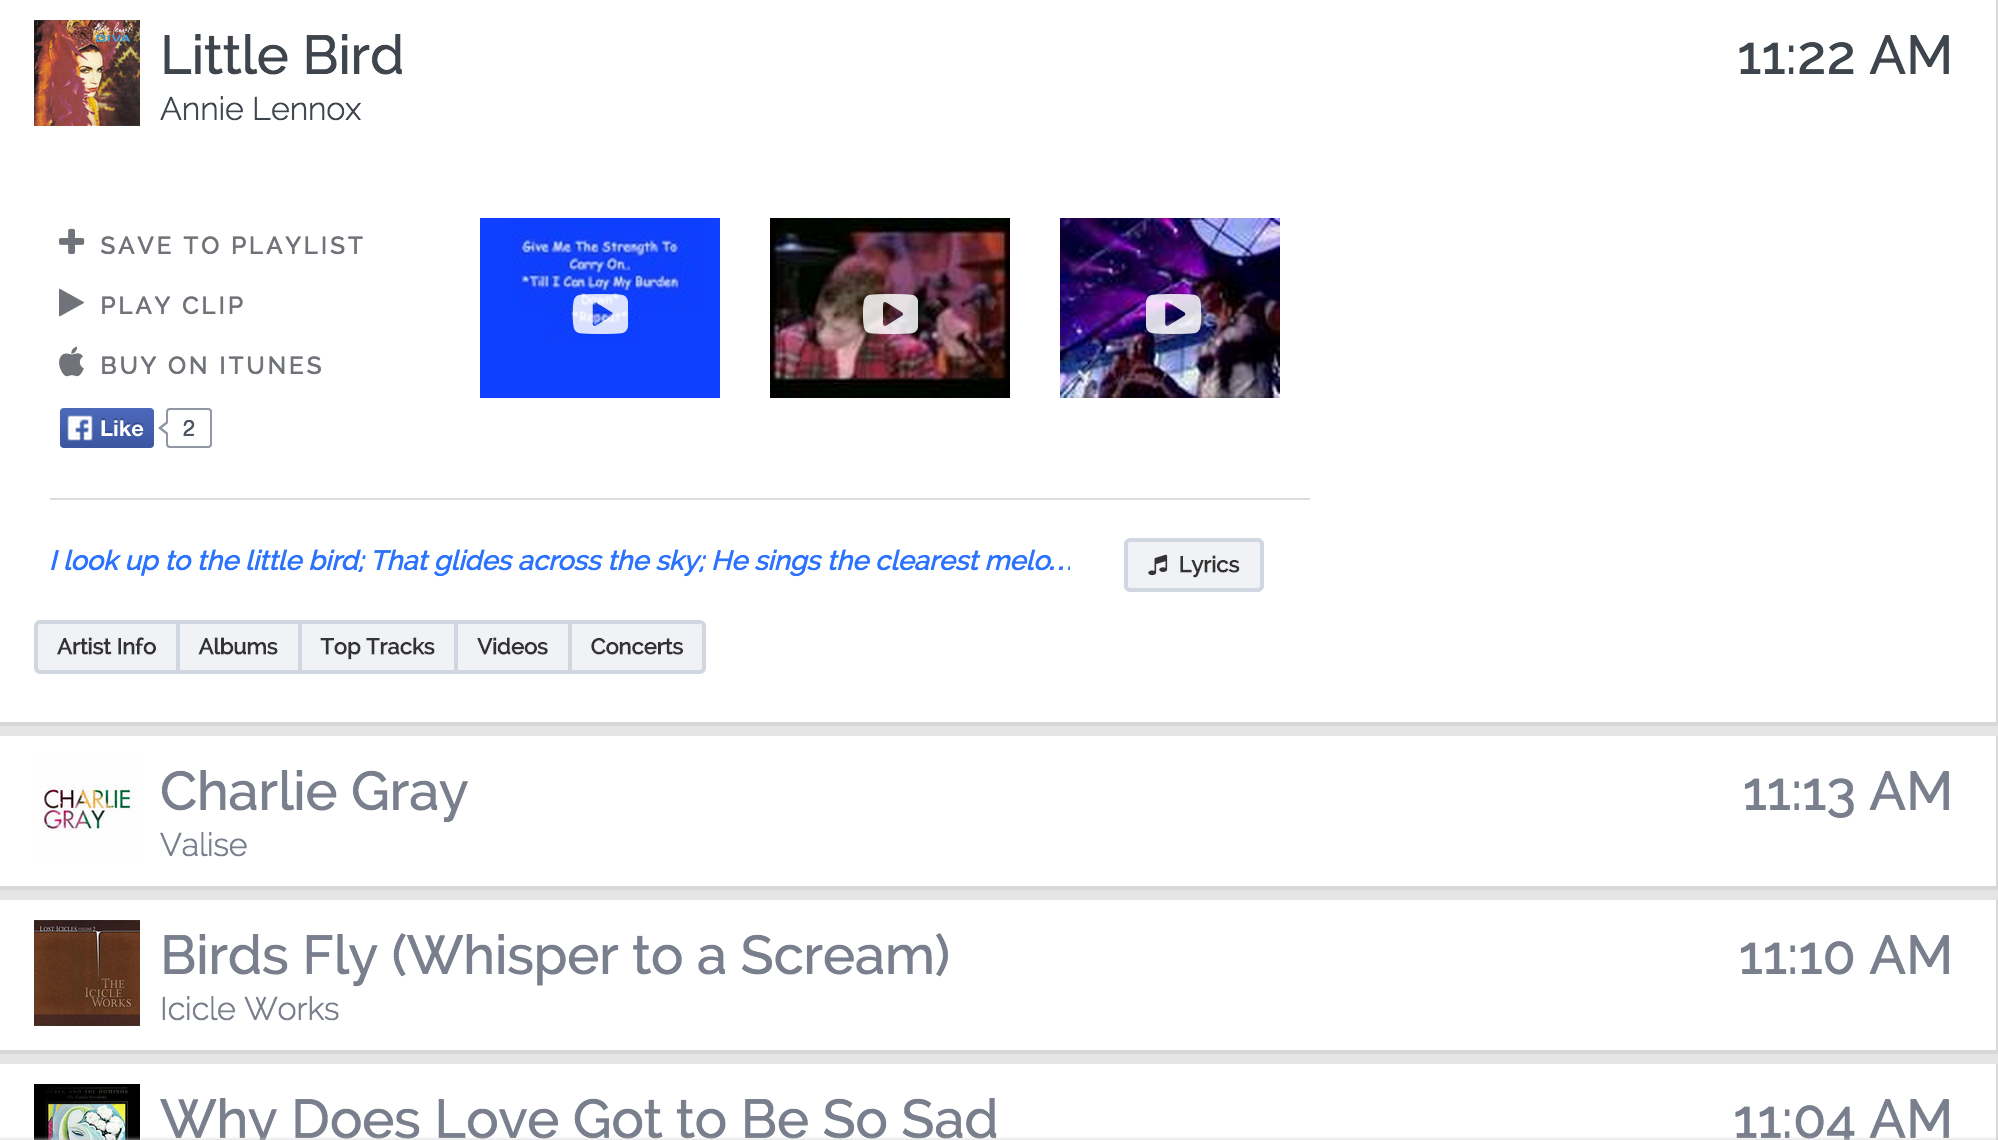 Little Bird
11:22 AM
Annie Lennox
SAVE TO PLAYLIST
PLAY CLIP
BUY ON ITUNES
Like
2
Give Me The Strength To
Carry On..
*Till I Can Lay My Burden
Down*
*Repeat*
I look up to the little bird; That glides across the sky; He sings the clearest melo...
Lyrics
Artist Info
Albums
Top Tracks
Videos
Concerts
CHARLIE
GRAY
Charlie Gray
11:13 AM
Valise
LOST ICICLES VOLUME 2
THE
ICICLE
WORKS
Birds Fly (Whisper to a Scream)
11:10 AM
Icicle Works
Why Does Love Got to Be So Sad
11:04 AM